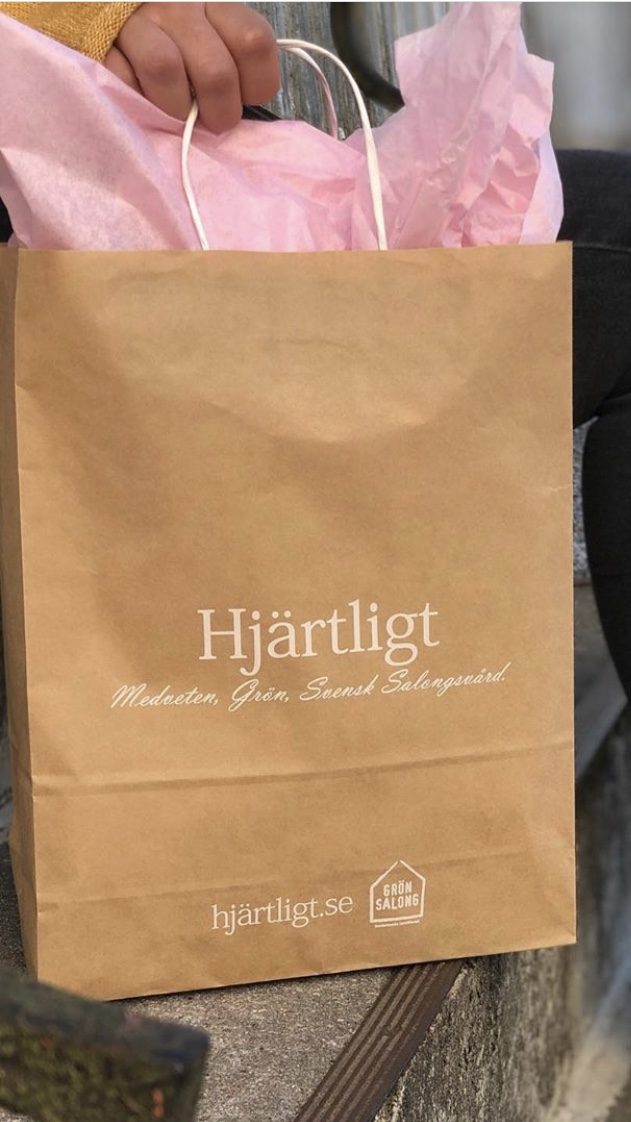 Hjärtligt
Medveten, Grön, Svensk Salongsvård.
hjärtligt.se
GRÖN
SALONG